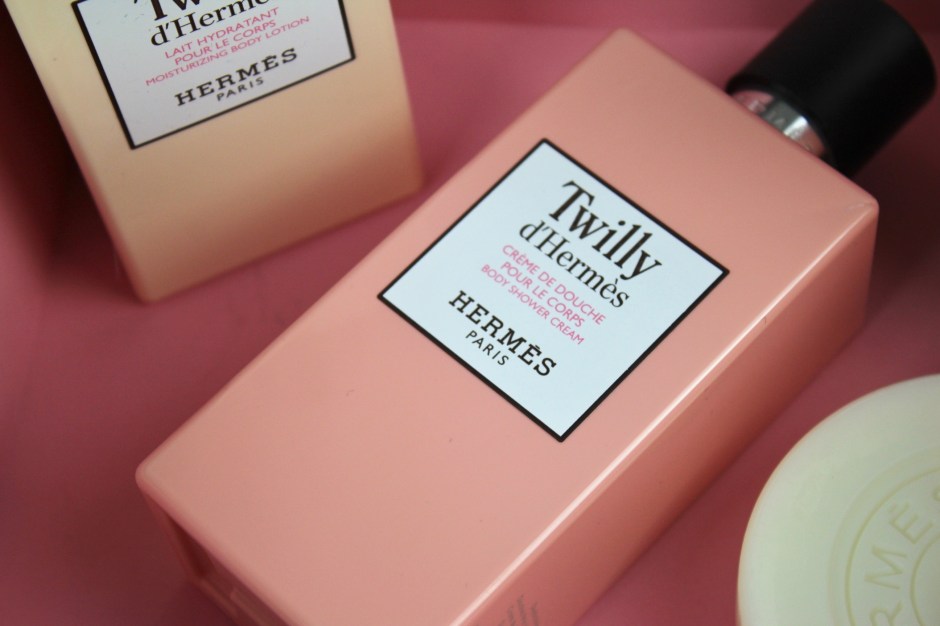 Twilly
d'Hermès
LAIT HYDRATANT
POUR LE CORPS
MOISTURIZING BODY LOTION
HERMÈS
PARIS
Twilly
d'Hermès
CRÈME DE DOUCHE
POUR LE CORPS
BODY SHOWER CREAM
HERMÈS
PARIS